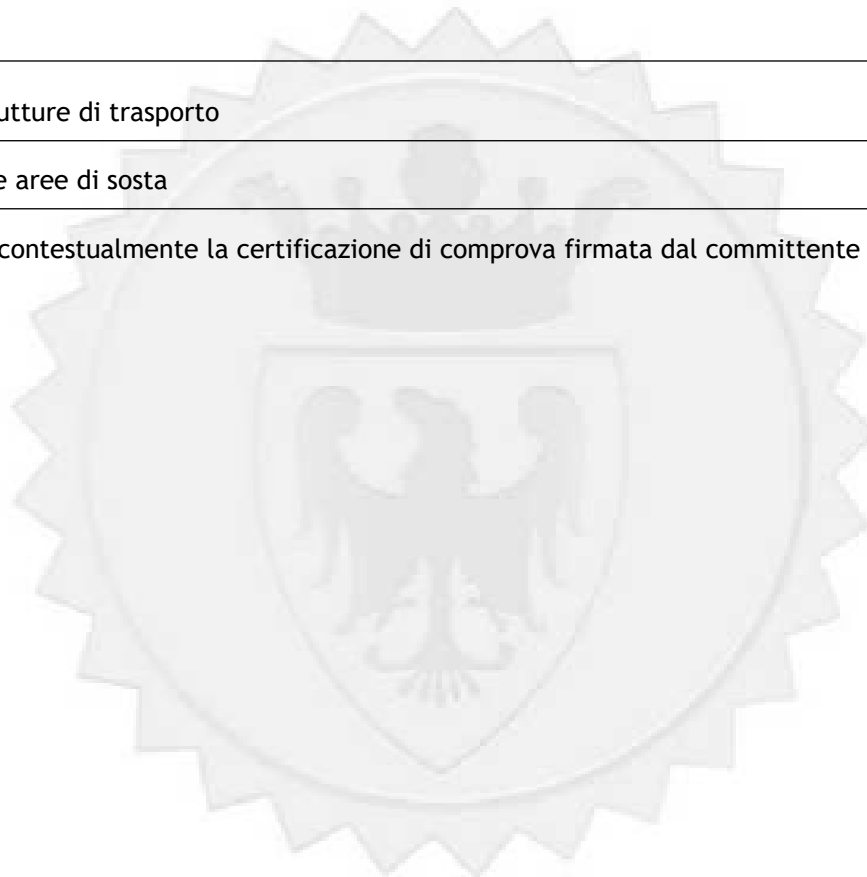 utture di trasporto
e aree di sosta
contestualmente la certificazione di comprova firmata dal committente